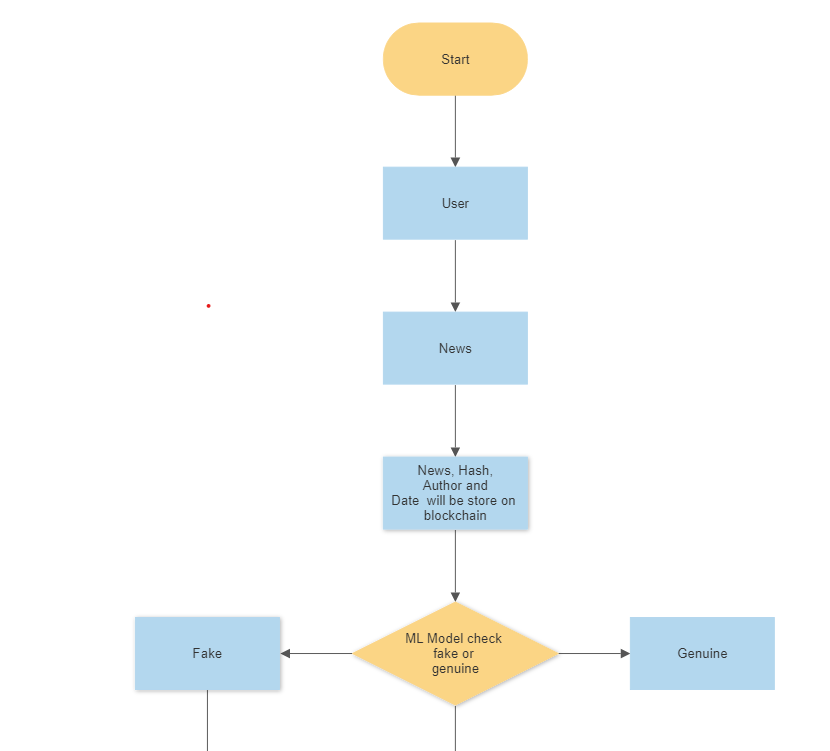 Start
User
News
News, Hash,
Author and
Date  will be store on
blockchain
ML Model check
fake or
genuine
Fake
Genuine